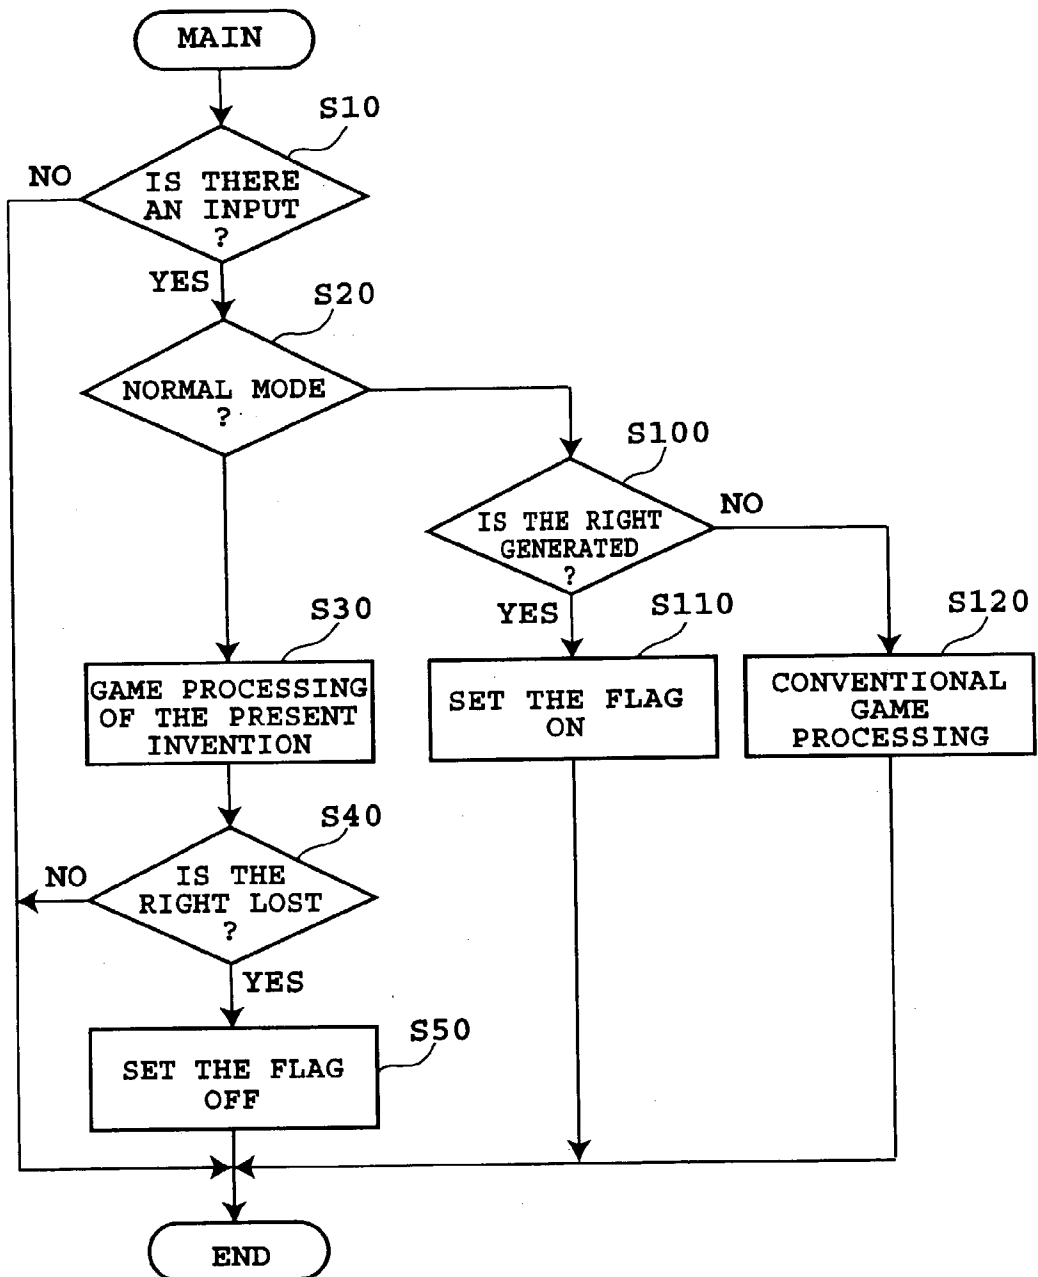 MAIN
S10
NO
IS THERE
AN INPUT
?
YES
S20
NORMAL MODE
?
S100
NO
IS THE RIGHT
GENERATED
?
YES
S30
S110
S120
GAME PROCESSING
OF THE PRESENT
INVENTION
SET THE FLAG
ON
CONVENTIONAL
GAME
PROCESSING
S40
NO
IS THE
RIGHT LOST
?
YES
S50
SET THE FLAG
OFF
END